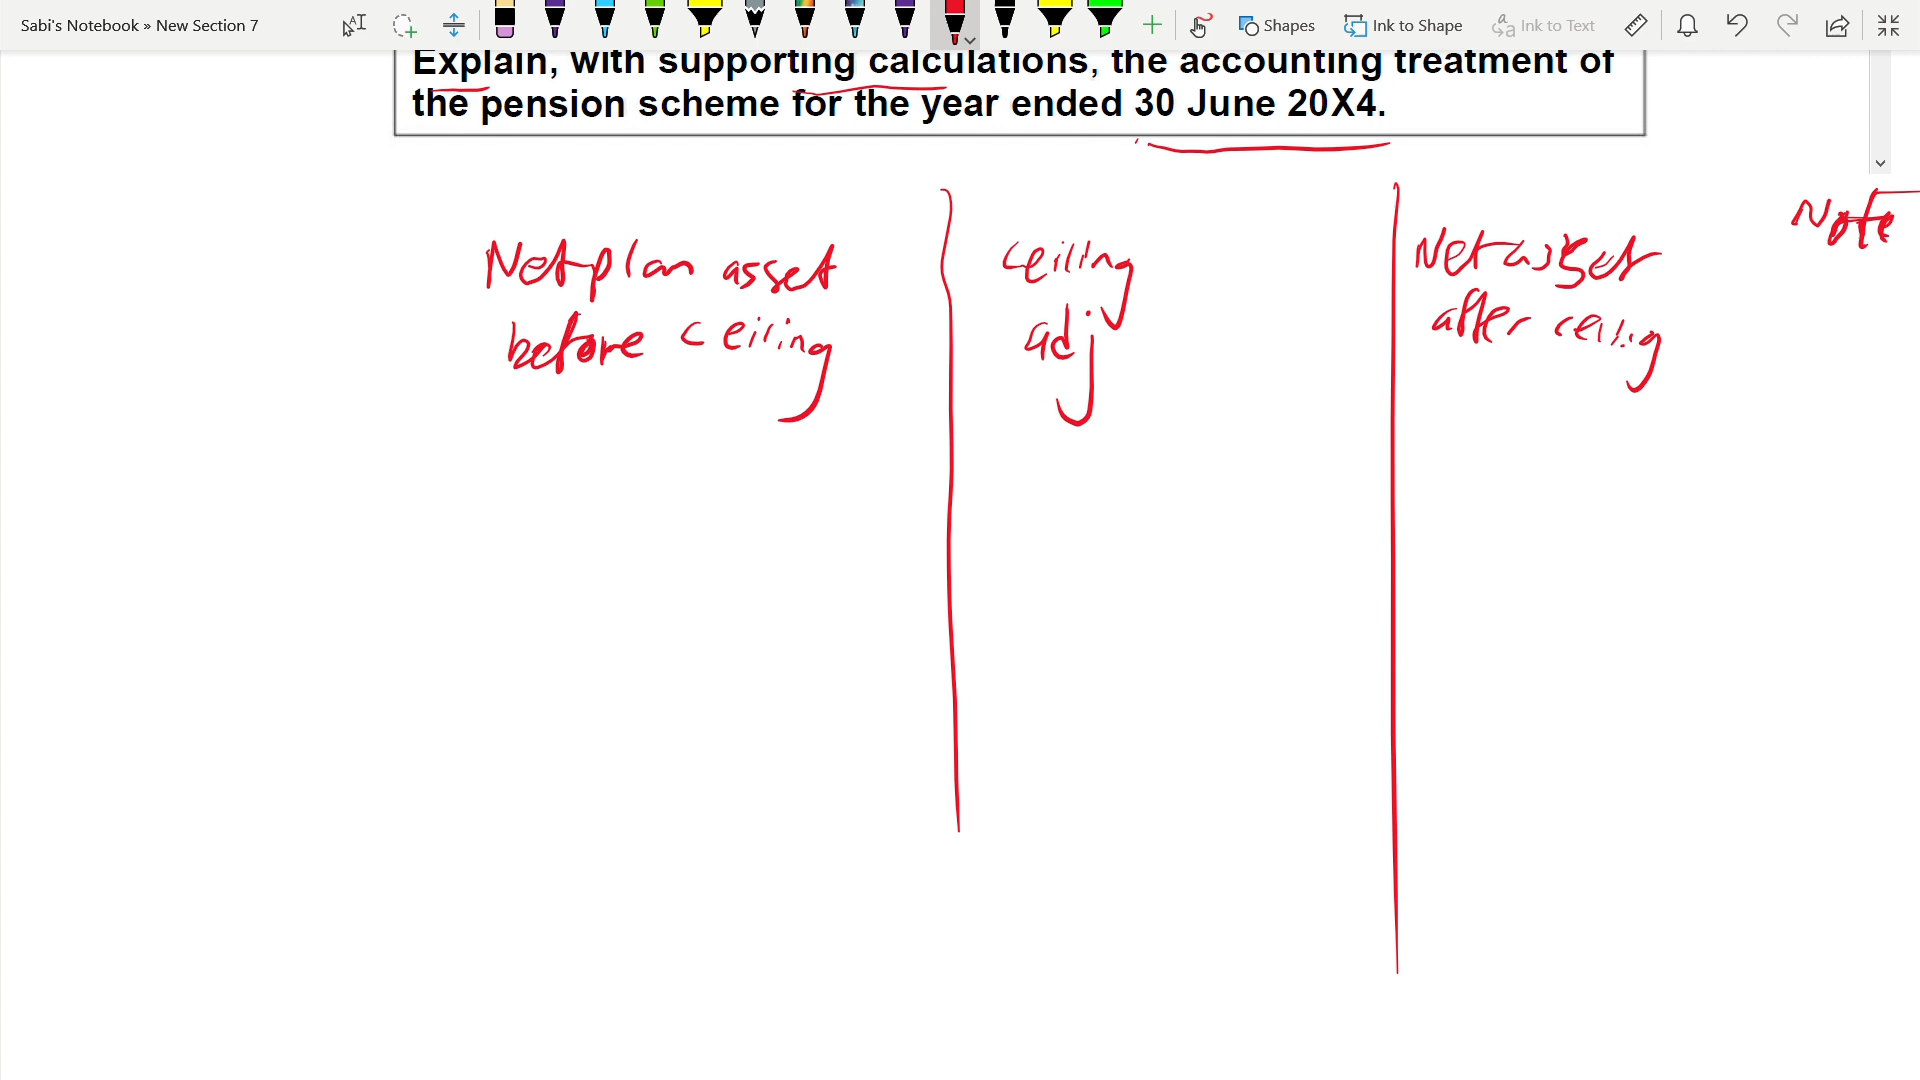 Sabi's Notebook » New Section 7
Shapes
Ink to Shape
Ink to Text
Explain, with supporting calculations, the accounting treatment of
the pension scheme for the year ended 30 June 20X4.
Net plan asset
before ceiling
ceiling
adj
Net asset
after ceiling
Note